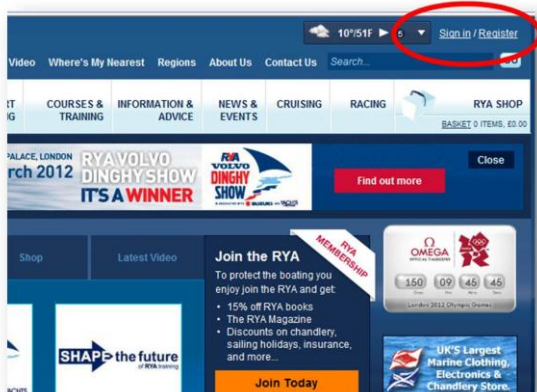 10°/51F
Sign in / Register
Video Where's My Nearest Regions About Us Contact Us Search...
COURSES & TRAINING
INFORMATION & ADVICE
NEWS & EVENTS
CRUISING
RACING
RYA SHOP
BASKET 0 ITEMS, £0.00
PALACE, LONDON
rch 2012
RYA VOLVO
DINGHY SHOW
IT'S A WINNER
RYA
VOLVO
DINGHY
SHOW
Find out more
Close
Shop
Latest Video
Join the RYA
To protect the boating you
enjoy join the RYA and get:
• 15% off RYA books
• The RYA Magazine
• Discounts on chandlery,
sailing holidays, insurance,
and more...
Join Today
RYA
MEMBERSHIP
Ω
OMEGA
150 09 45 45
London 2012 Olympic Games
SHAPE the future
of RYA training
UK'S Largest
Marine Clothing,
Electronics &
Chandlery Store.